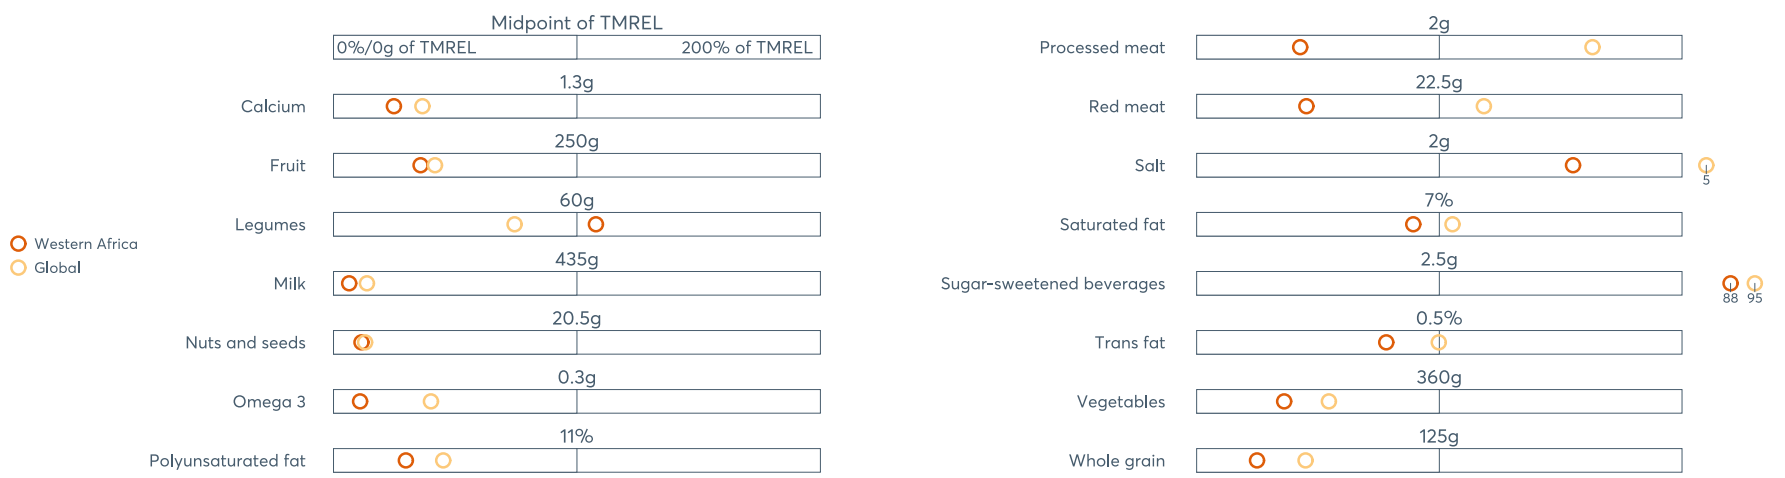 Midpoint of TMREL
0%/0g of TMREL 200% of TMREL
1.3g
Calcium
250g
Fruit
60g
Legumes
435g
Milk
20.5g
Nuts and seeds
0.3g
Omega 3
11%
Polyunsaturated fat
Western Africa
Global
2g
Processed meat
22.5g
Red meat
2g
Salt
5
7%
Saturated fat
2.5g
Sugar-sweetened beverages
88 95
0.5%
Trans fat
360g
Vegetables
125g
Whole grain